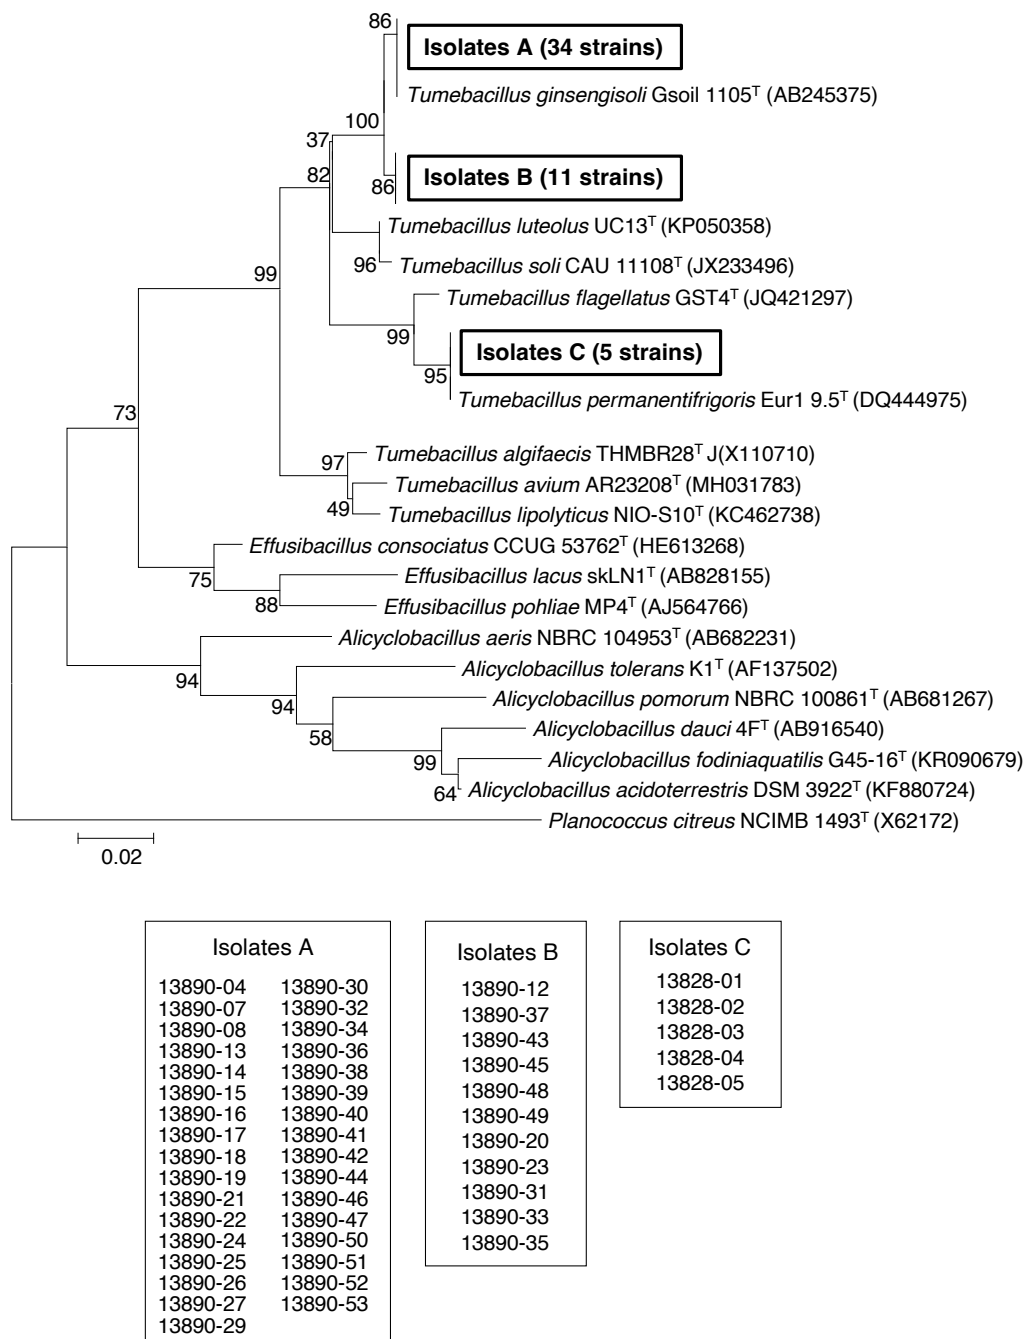 86
Isolates A (34 strains)
Tumebacillus ginsengisoli Gsoil 1105T (AB245375)
100
37
82
86
Isolates B (11 strains)
Tumebacillus luteolus UC13T (KP050358)
96
Tumebacillus soli CAU 11108T (JX233496)
99
Tumebacillus flagellatus GST4T (JQ421297)
99
Isolates C (5 strains)
95
Tumebacillus permanentifrigoris Eur1 9.5T (DQ444975)
73
Tumebacillus algifaecis THMBR28T J(X110710)
97
Tumebacillus avium AR23208T (MH031783)
49
Tumebacillus lipolyticus NIO-S10T (KC462738)
Effusibacillus consociatus CCUG 53762T (HE613268)
75
Effusibacillus lacus skLN1T (AB828155)
88
Effusibacillus pohliae MP4T (AJ564766)
Alicyclobacillus aeris NBRC 104953T (AB682231)
94
Alicyclobacillus tolerans K1T (AF137502)
94
Alicyclobacillus pomorum NBRC 100861T (AB681267)
58
Alicyclobacillus dauci 4FT (AB916540)
99
Alicyclobacillus fodiniaquatilis G45-16T (KR090679)
64
Alicyclobacillus acidoterrestris DSM 3922T (KF880724)
Planococcus citreus NCIMB 1493T (X62172)
0.02
Isolates A
13890-04 13890-30
13890-07 13890-32
13890-08 13890-34
13890-13 13890-36
13890-14 13890-38
13890-15 13890-39
13890-16 13890-40
13890-17 13890-41
13890-18 13890-42
13890-19 13890-44
13890-21 13890-46
13890-22 13890-47
13890-24 13890-50
13890-25 13890-51
13890-26 13890-52
13890-27 13890-53
13890-29
Isolates B
13890-12
13890-37
13890-43
13890-45
13890-48
13890-49
13890-20
13890-23
13890-31
13890-33
13890-35
Isolates C
13828-01
13828-02
13828-03
13828-04
13828-05